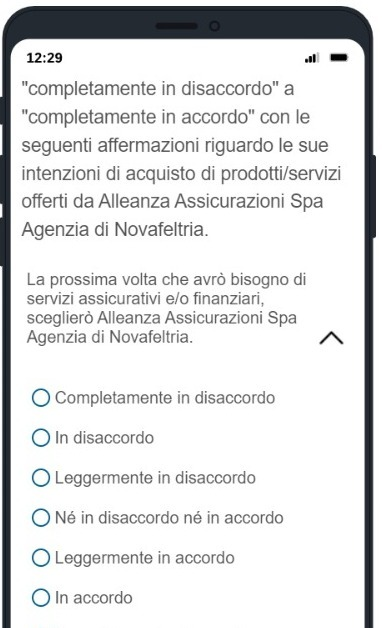 12:29
"completamente in disaccordo" a
"completamente in accordo" con le
seguenti affermazioni riguardo le sue
intenzioni di acquisto di prodotti/servizi
offerti da Alleanza Assicurazioni Spa
Agenzia di Novafeltria.
La prossima volta che avrò bisogno di
servizi assicurativi e/o finanziari,
sceglierò Alleanza Assicurazioni Spa
Agenzia di Novafeltria.
Completamente in disaccordo
In disaccordo
Leggermente in disaccordo
Né in disaccordo né in accordo
Leggermente in accordo
In accordo